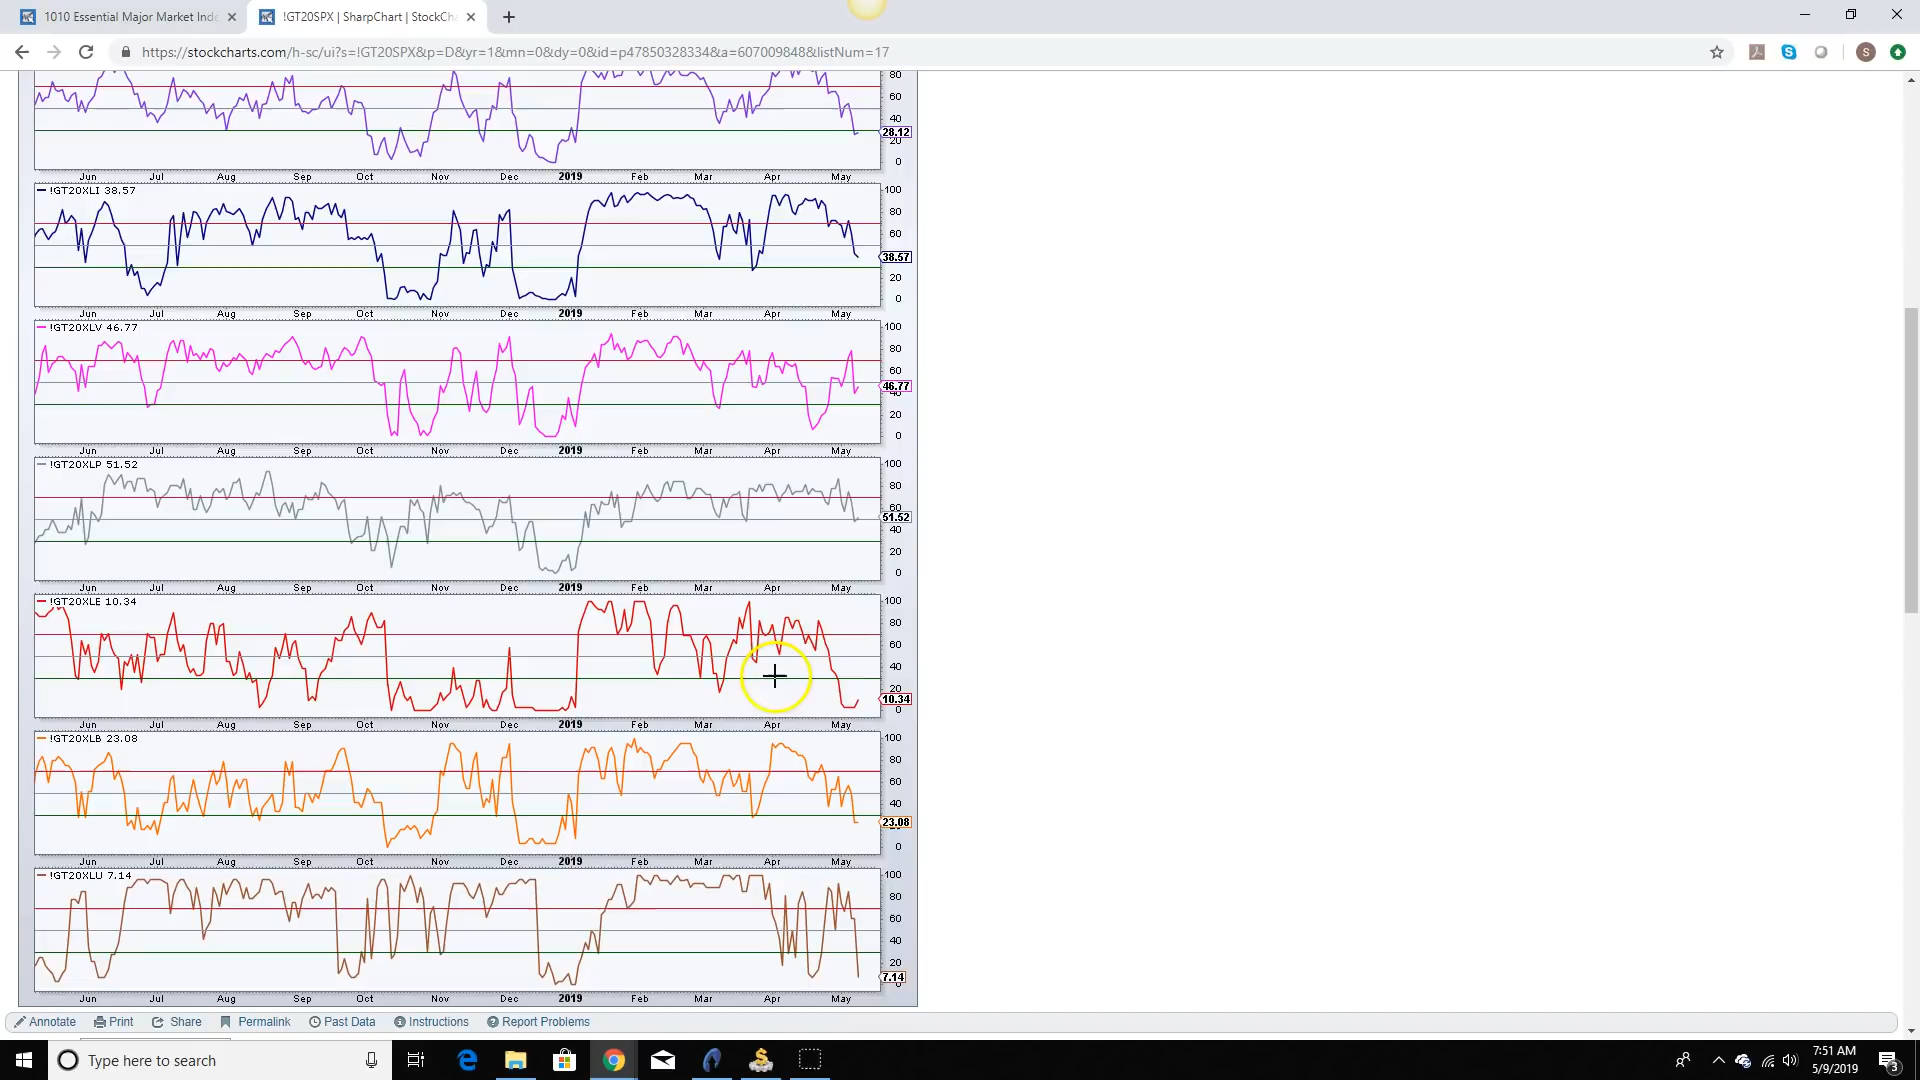 1010 Essential Major Market Inde
!GT20SPX | SharpChart | StockCha
https://stockcharts.com/h-sc/ui?s=!GT20SPX&p=D&yr=1&mn=0&dy=0&id=p47850328334&a=607009848&listNum=17
S
80
60
40
28.12
20
0
Jun Jul Aug Sep Oct Nov Dec 2019 Feb Mar Apr May
!GT20XLI 38.57
100
80
60
38.57
20
0
Jun Jul Aug Sep Oct Nov Dec 2019 Feb Mar Apr May
!GT20XLV 46.77
100
80
60
46.77
40
20
0
Jun Jul Aug Sep Oct Nov Dec 2019 Feb Mar Apr May
!GT20XLP 51.52
100
80
60
51.52
40
20
0
Jun Jul Aug Sep Oct Nov Dec 2019 Feb Mar Apr May
!GT20XLE 10.34
100
80
60
40
20
10.34
0
Jun Jul Aug Sep Oct Nov Dec 2019 Feb Mar Apr May
!GT20XLB 23.08
100
80
60
40
23.08
0
Jun Jul Aug Sep Oct Nov Dec 2019 Feb Mar Apr May
!GT20XLU 7.14
100
80
60
40
20
7.14
0
Jun Jul Aug Sep Oct Nov Dec 2019 Feb Mar Apr May
Annotate Print Share Permalink Past Data Instructions Report Problems
Type here to search
7:51 AM
5/9/2019
3